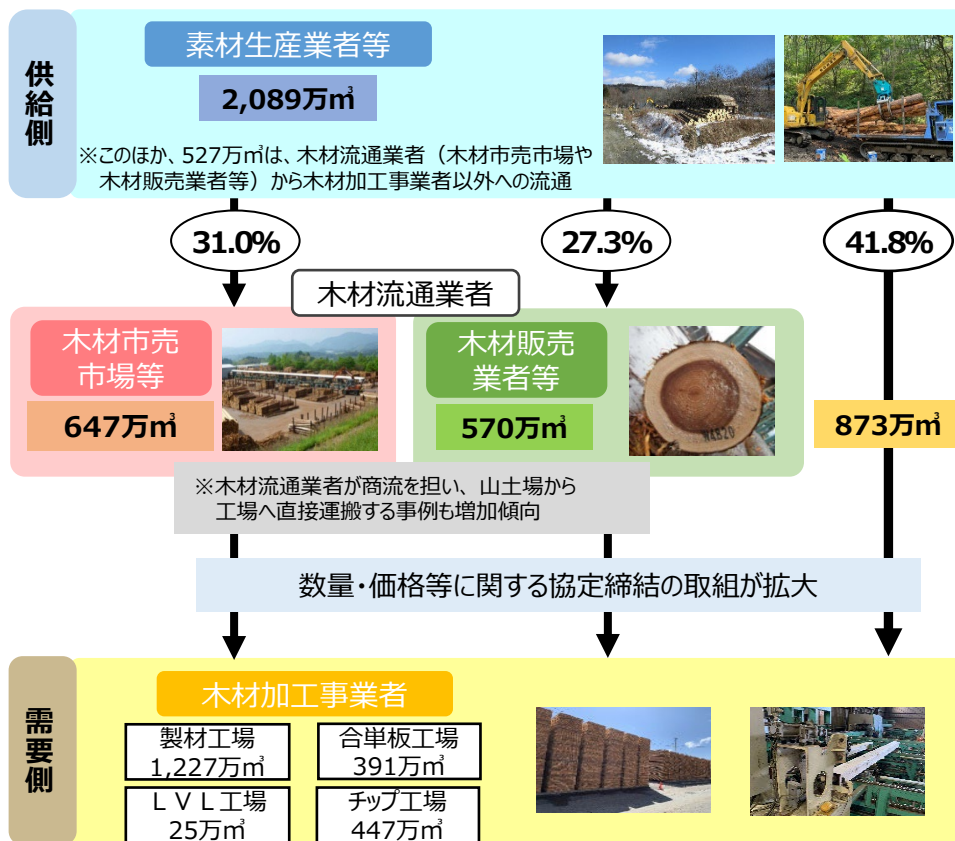 供給側
素材生産業者等
2,089万㎥
※このほか、527万㎥は、木材流通業者（木材市売市場や
木材販売業者等）から木材加工事業者以外への流通
31.0%
27.3%
41.8%
木材流通業者
木材市売
市場等
647万㎥
木材販売
業者等
570万㎥
873万㎥
※木材流通業者が商流を担い、山土場から
工場へ直接運搬する事例も増加傾向
数量・価格等に関する協定締結の取組が拡大
需要側
木材加工事業者
製材工場
1,227万㎥
合単板工場
391万㎥
ＬＶＬ工場
25万㎥
チップ工場
447万㎥